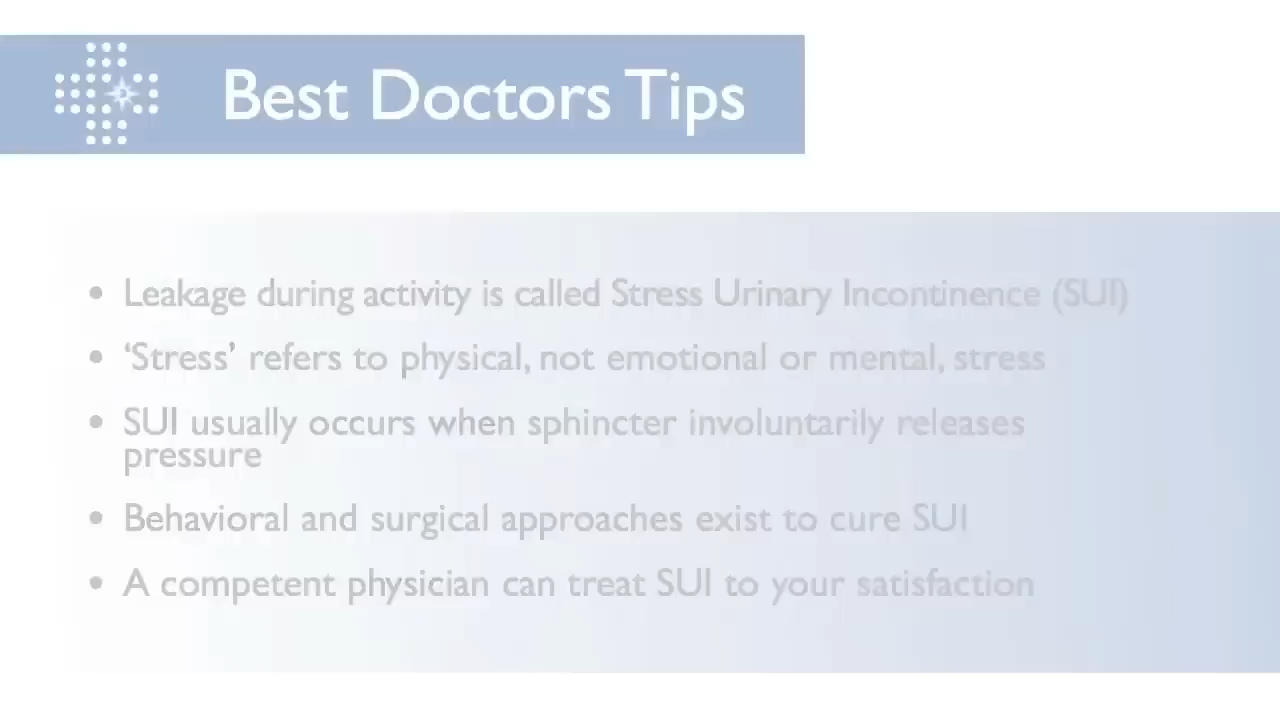 Best Doctors Tips
• Leakage during activity is called Stress Urinary Incontinence (SUI)
• ‘Stress’ refers to physical, not emotional or mental, stress
• SUI usually occurs when sphincter involuntarily releases
pressure
• Behavioral and surgical approaches exist to cure SUI
• A competent physician can treat SUI to your satisfaction